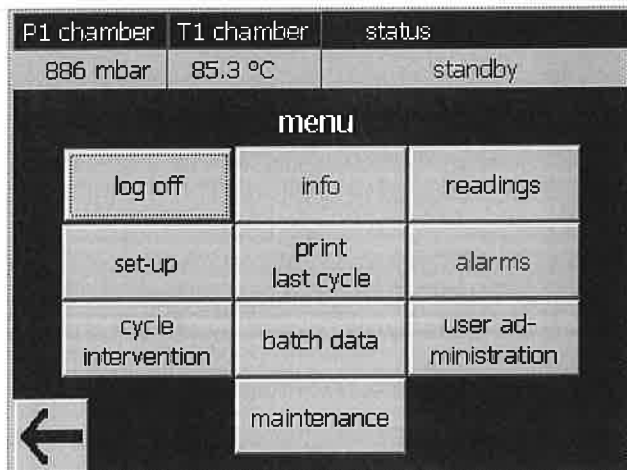 P1 chamber T1 chamber status
886 mbar 85.3 ºC standby
menu
log off info readings
set-up print last cycle alarms
cycle intervention batch data user ad-ministration
maintenance